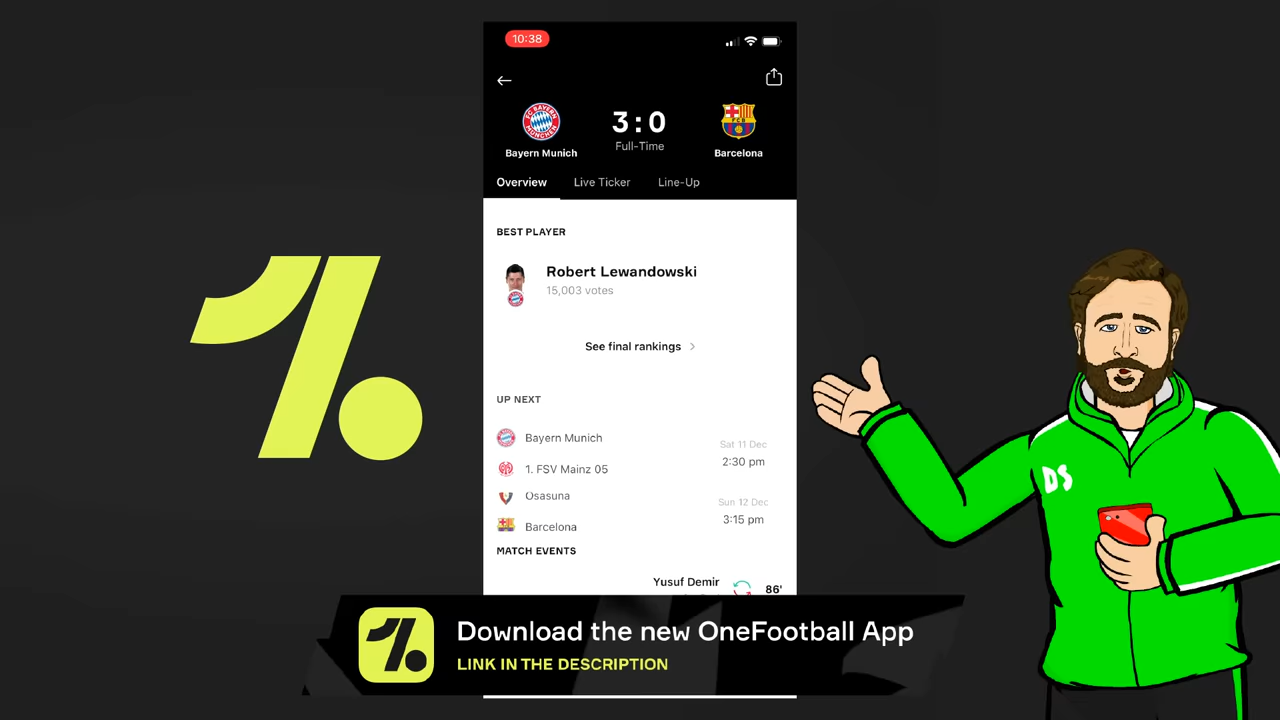 10:38
3:0
Full-Time
Bayern Munich
Barcelona
Overview
Live Ticker
Line-Up
BEST PLAYER
Robert Lewandowski
15,003 votes
See final rankings
UP NEXT
Bayern Munich
Sat 11 Dec
1. FSV Mainz 05
2:30 pm
Osasuna
Sun 12 Dec
Barcelona
3:15 pm
MATCH EVENTS
Yusuf Demir
86'
DS
Download the new OneFootball App
LINK IN THE DESCRIPTION